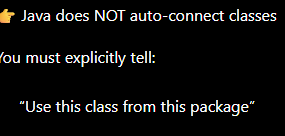 👉 Java does NOT auto-connect classes
You must explicitly tell:
“Use this class from this package”